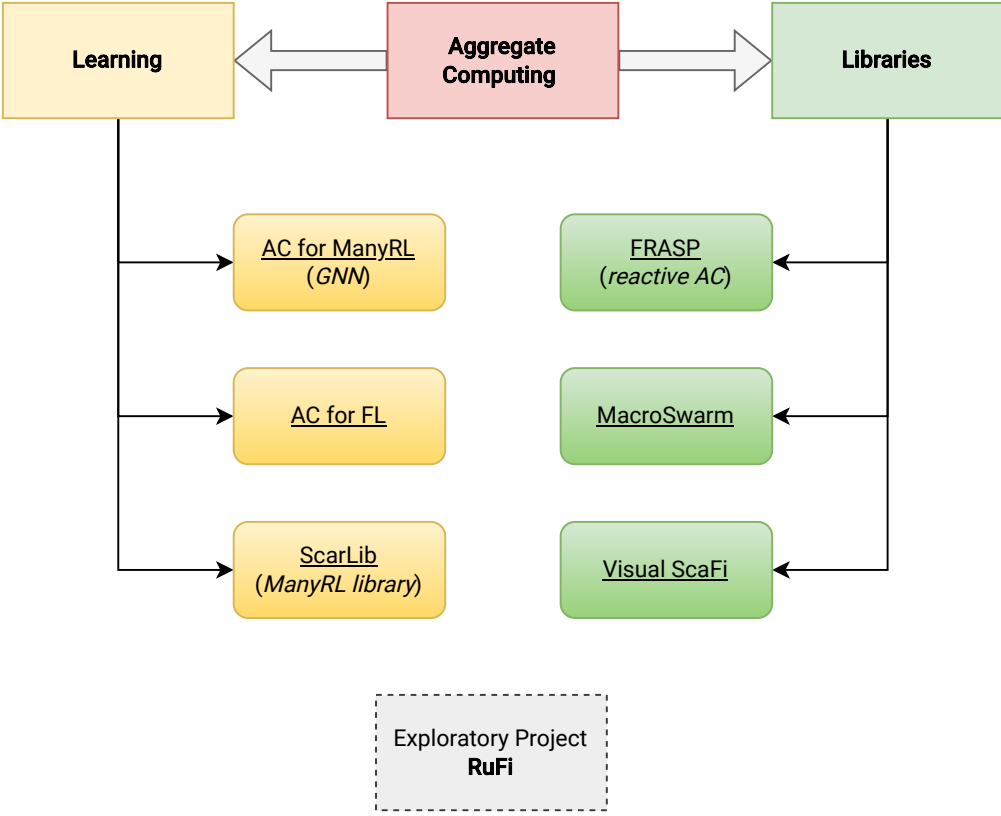 Learning
Aggregate
Computing
Libraries
AC for ManyRL
(GNN)
FRASP
(reactive AC)
AC for FL
MacroSwarm
ScarLib
(ManyRL library)
Visual ScaFi
Exploratory Project
RuFi